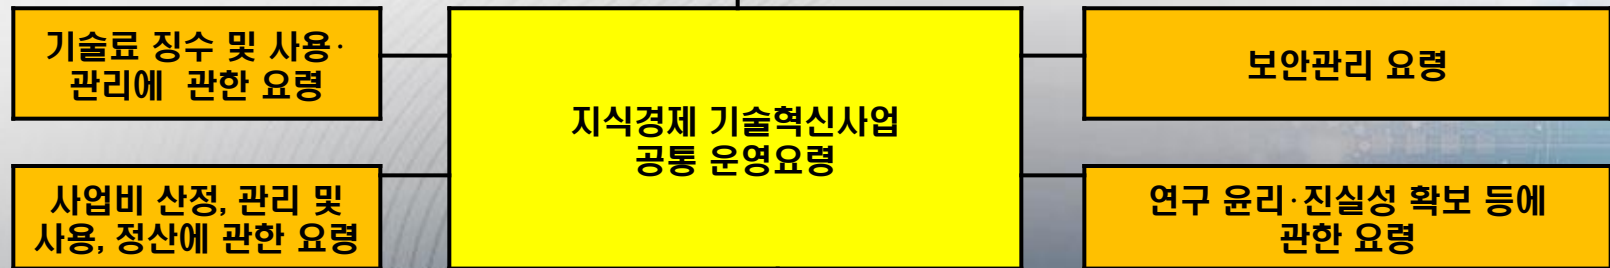 기술료 징수 및 사용·
관리에 관한 요령
사업비 산정, 관리 및
사용, 정산에 관한 요령
지식경제 기술혁신사업
공통 운영요령
보안관리 요령
연구 윤리·진실성 확보 등에
관한 요령